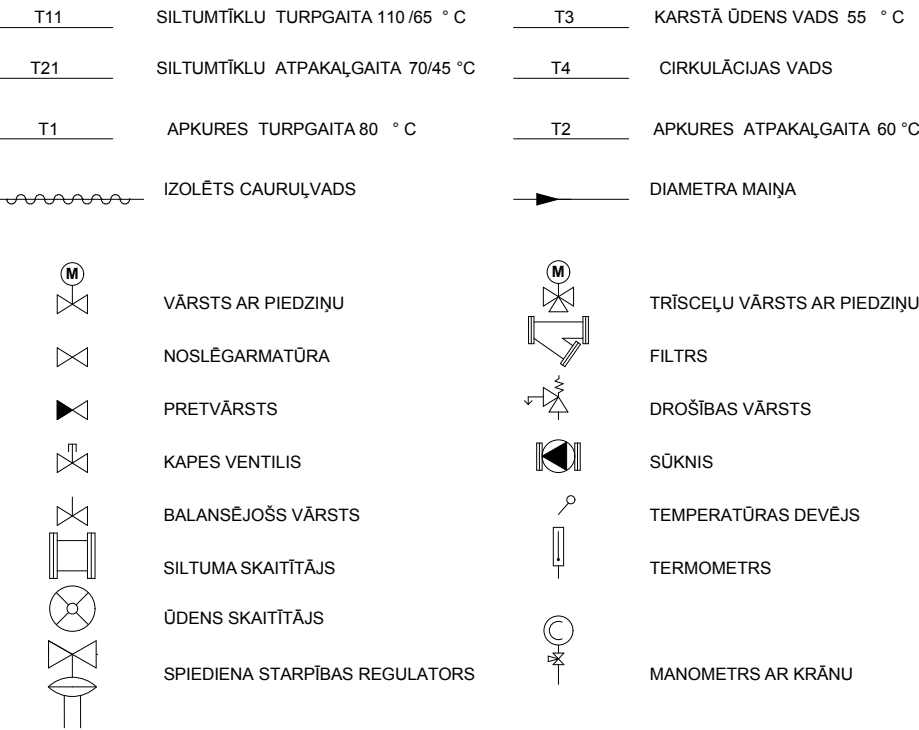 T11 SILTUMTĪKLU TURPGAITA 110 /65 ° C T3 KARSTĀ ŪDENS VADS 55 ° C
T21 SILTUMTĪKLU ATPAKAĻGAITA 70/45 °C T4 CIRKULĀCIJAS VADS
T1 APKURES TURPGAITA 80 ° C T2 APKURES ATPAKAĻGAITA 60 °C
IZOLĒTS CAURUĻVADS DIAMETRA MAIŅA
M M
VĀRSTS AR PIEDZIŅU TRĪSCEĻU VĀRSTS AR PIEDZIŅU
NOSLĒGARMATŪRA FILTRS
PRETVĀRSTS DROŠĪBAS VĀRSTS
KAPES VENTILIS SŪKNIS
BALANSĒJOŠS VĀRSTS TEMPERATŪRAS DEVĒJS
SILTUMA SKAITĪTĀJS TERMOMETRS
ŪDENS SKAITĪTĀJS
C
SPIEDIENA STARPĪBAS REGULATORS MANOMETRS AR KRĀNU